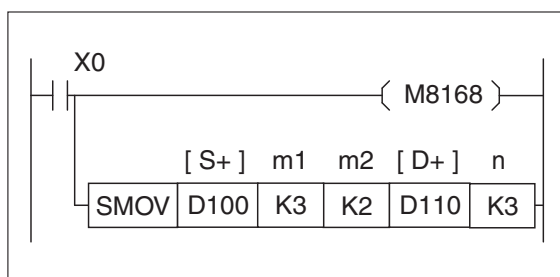 X0
M8168
[ S+ ] m1 m2 [ D+ ] n
SMOV D100 K3 K2 D110 K3